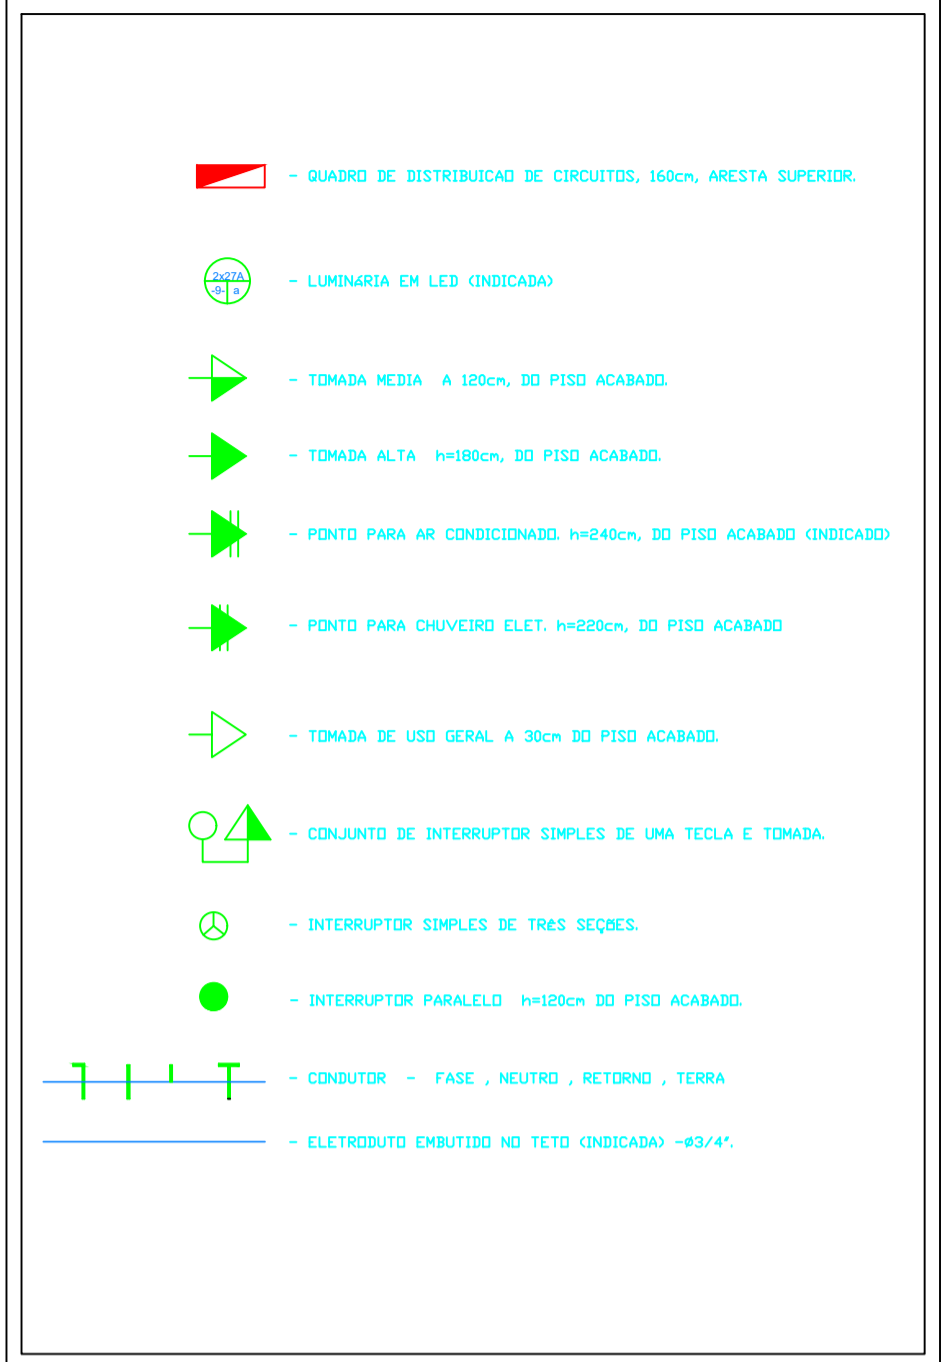 - QUADRO DE DISTRIBUICAO DE CIRCUITOS, 160cm, ARESTA SUPERIOR.
2x27A
-9- a
- LUMINáRIA EM LED (INDICADA)
- TOMADA MEDIA A 120cm, DO PISO ACABADO.
- TOMADA ALTA h=180cm, DO PISO ACABADO.
- PONTO PARA AR CONDICIONADO. h=240cm, DO PISO ACABADO (INDICADO)
- PONTO PARA CHUVEIRO ELET. h=220cm, DO PISO ACABADO
- TOMADA DE USO GERAL A 30cm DO PISO ACABADO.
- CONJUNTO DE INTERRUPTOR SIMPLES DE UMA TECLA E TOMADA.
- INTERRUPTOR SIMPLES DE TRÊS SEÇÕES.
- INTERRUPTOR PARALELO h=120cm DO PISO ACABADO.
- CONDUTOR - FASE , NEUTRO , RETORNO , TERRA
- ELETRODUTO EMBUTIDO NO TETO (INDICADA) -ø3/4".